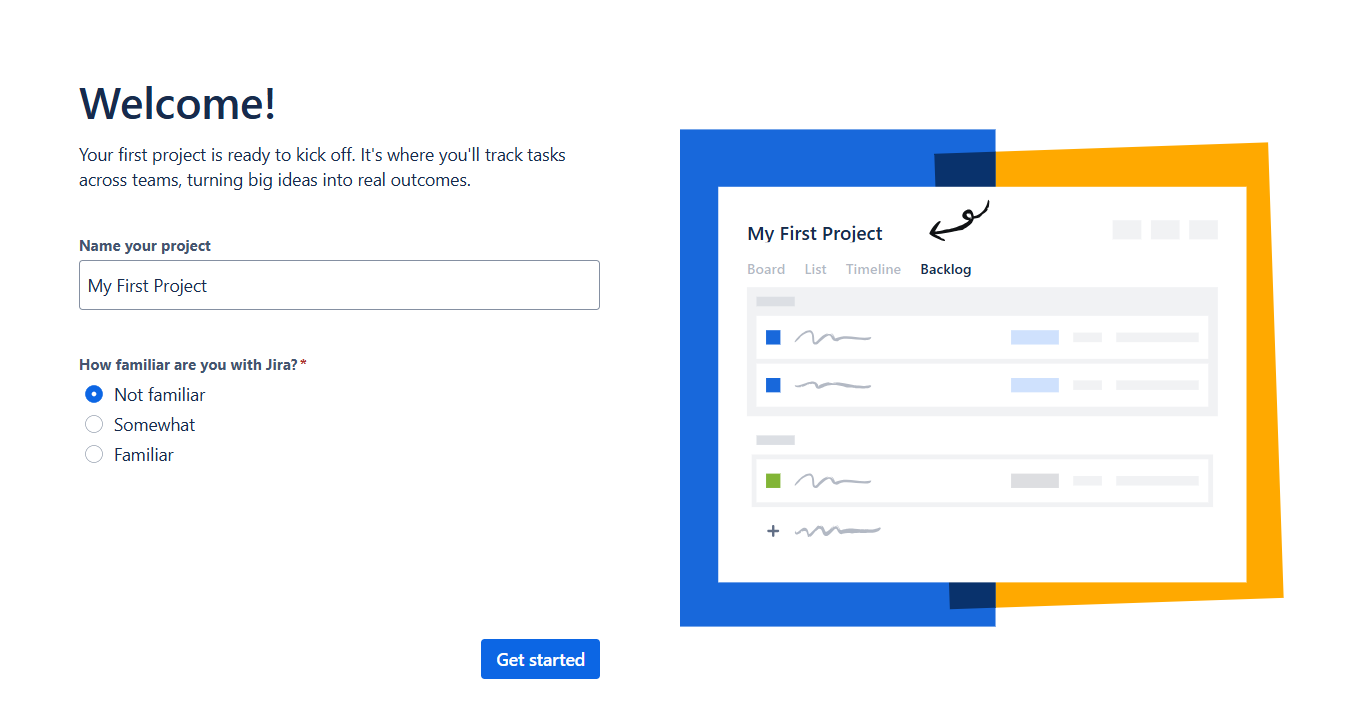 Welcome!
Your first project is ready to kick off. It's where you'll track tasks
across teams, turning big ideas into real outcomes.
Name your project
My First Project
How familiar are you with Jira?*
Not familiar
Somewhat
Familiar
Get started
My First Project
Board List Timeline Backlog